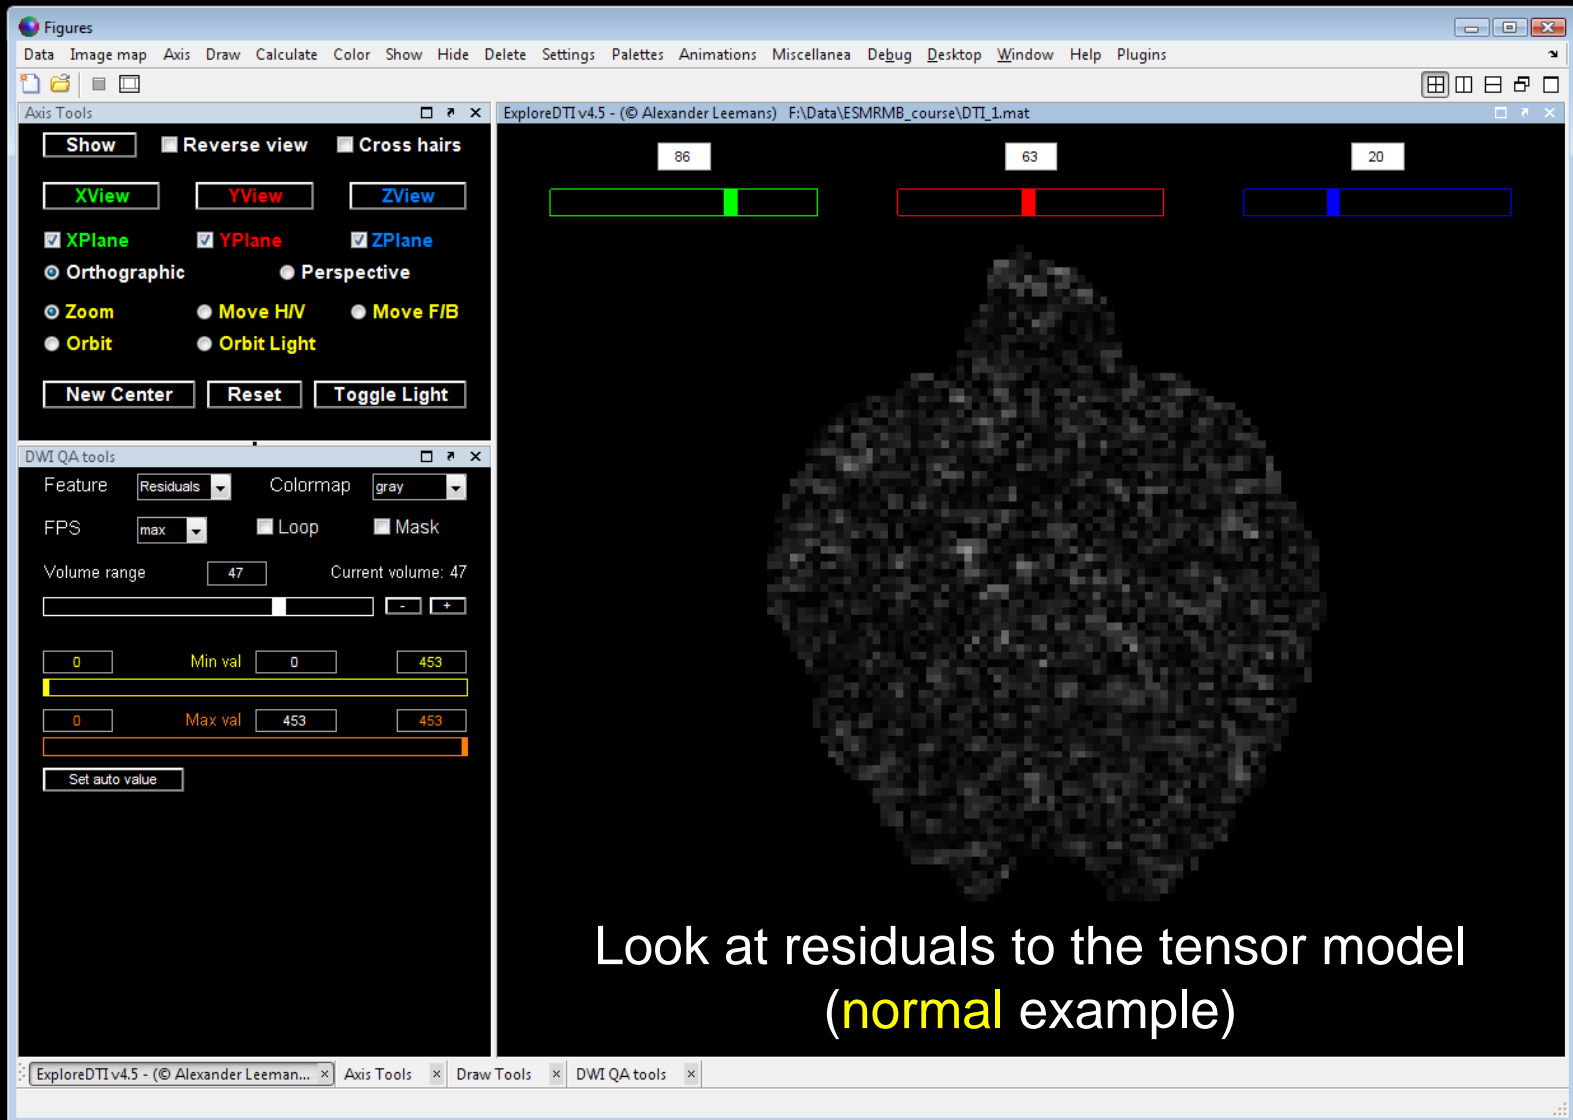 Figures
Data Image map Axis Draw Calculate Color Show Hide Delete Settings Palettes Animations Miscellanea Debug Desktop Window Help Plugins
Axis Tools
Show Reverse view Cross hairs
XView YView ZView
XPlane YPlane ZPlane
Orthographic Perspective
Zoom Move H/V Move F/B
Orbit Orbit Light
New Center Reset Toggle Light
DWI QA tools
Feature Residuals Colormap gray
FPS max Loop Mask
Volume range 47 Current volume: 47
- +
0 Min val 0 453
0 Max val 453 453
Set auto value
ExploreDTI v4.5 - (© Alexander Leemans) F:\Data\ESMRMB_course\DTI_1.mat
86 63 20
Look at residuals to the tensor model
(normal example)
ExploreDTI v4.5 - (© Alexander Leeman... Axis Tools Draw Tools DWI QA tools